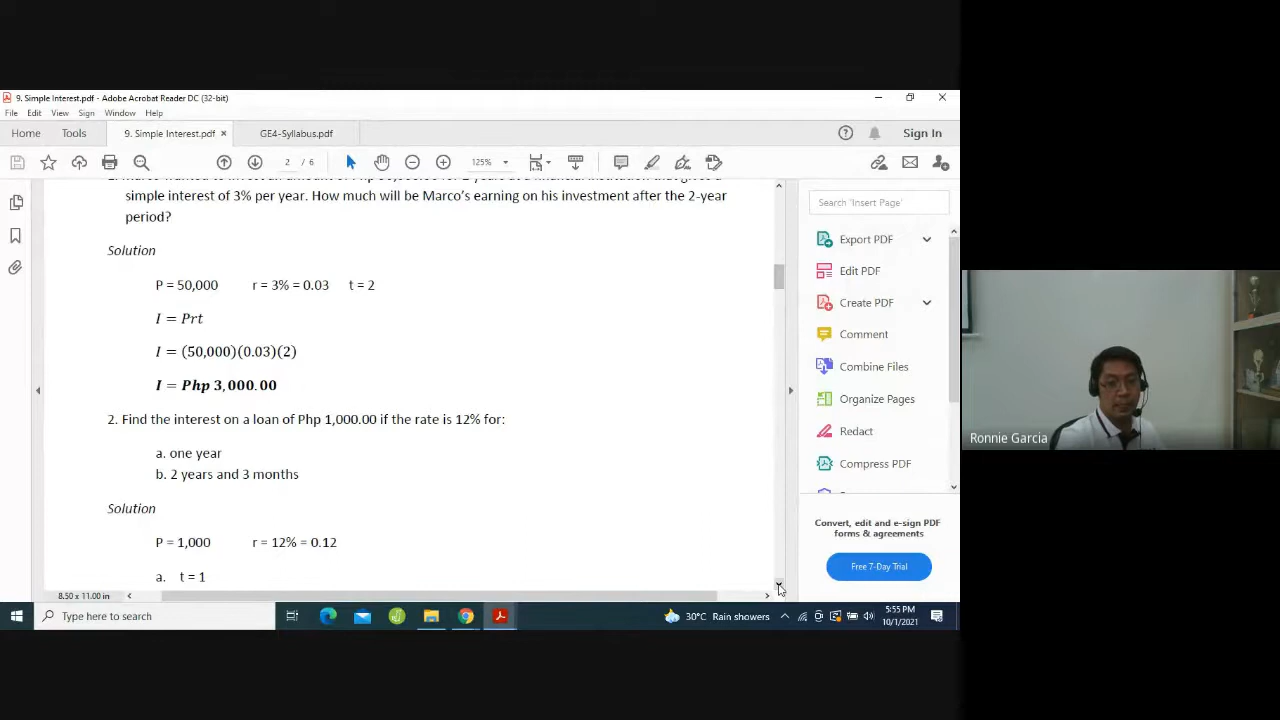 9. Simple Interest.pdf - Adobe Acrobat Reader DC (32-bit)
File Edit View Sign Window Help
Home Tools 9. Simple Interest.pdf × GE4-Syllabus.pdf Sign In
2 / 6 125%
simple interest of 3% per year. How much will be Marco's earning on his investment after the 2-year
period?
Solution
P = 50,000 r = 3% = 0.03 t = 2
I = Prt
I = (50,000)(0.03)(2)
I = Php 3,000.00
2. Find the interest on a loan of Php 1,000.00 if the rate is 12% for:
a. one year
b. 2 years and 3 months
Solution
P = 1,000 r = 12% = 0.12
a. t = 1
8.50 x 11.00 in
Search 'Insert Page'
Export PDF
Edit PDF
Create PDF
Comment
Combine Files
Organize Pages
Redact
Compress PDF
Convert, edit and e-sign PDF
forms & agreements
Free 7-Day Trial
Type here to search
30°C Rain showers
5:55 PM
10/1/2021
Ronnie Garcia